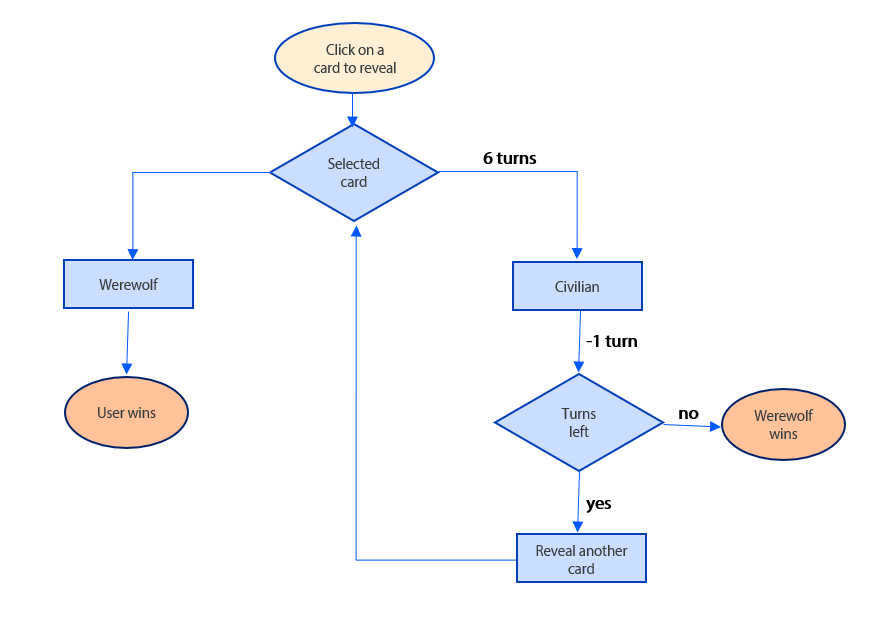 Click on a
card to reveal
Selected
card
6 turns
Werewolf
Civilian
-1 turn
User wins
Turns
left
no
Werewolf
wins
yes
Reveal another
card